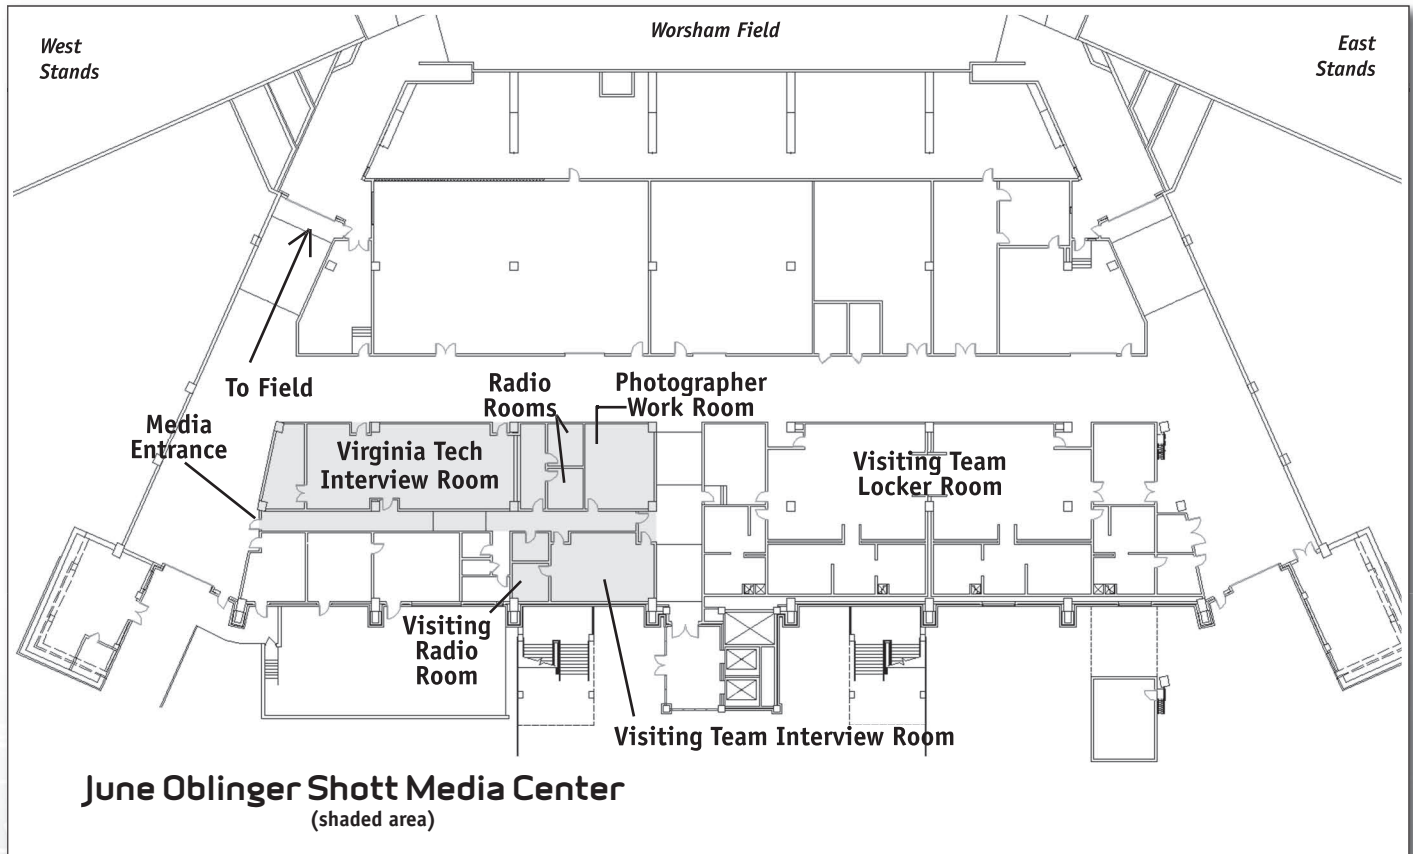 West
Stands
Worsham Field
East
Stands
To Field
Radio
Rooms
Photographer
Work Room
Media
Entrance
Virginia Tech
Interview Room
Visiting Team
Locker Room
Visiting
Radio
Room
Visiting Team Interview Room
June Oblinger Shott Media Center
(shaded area)